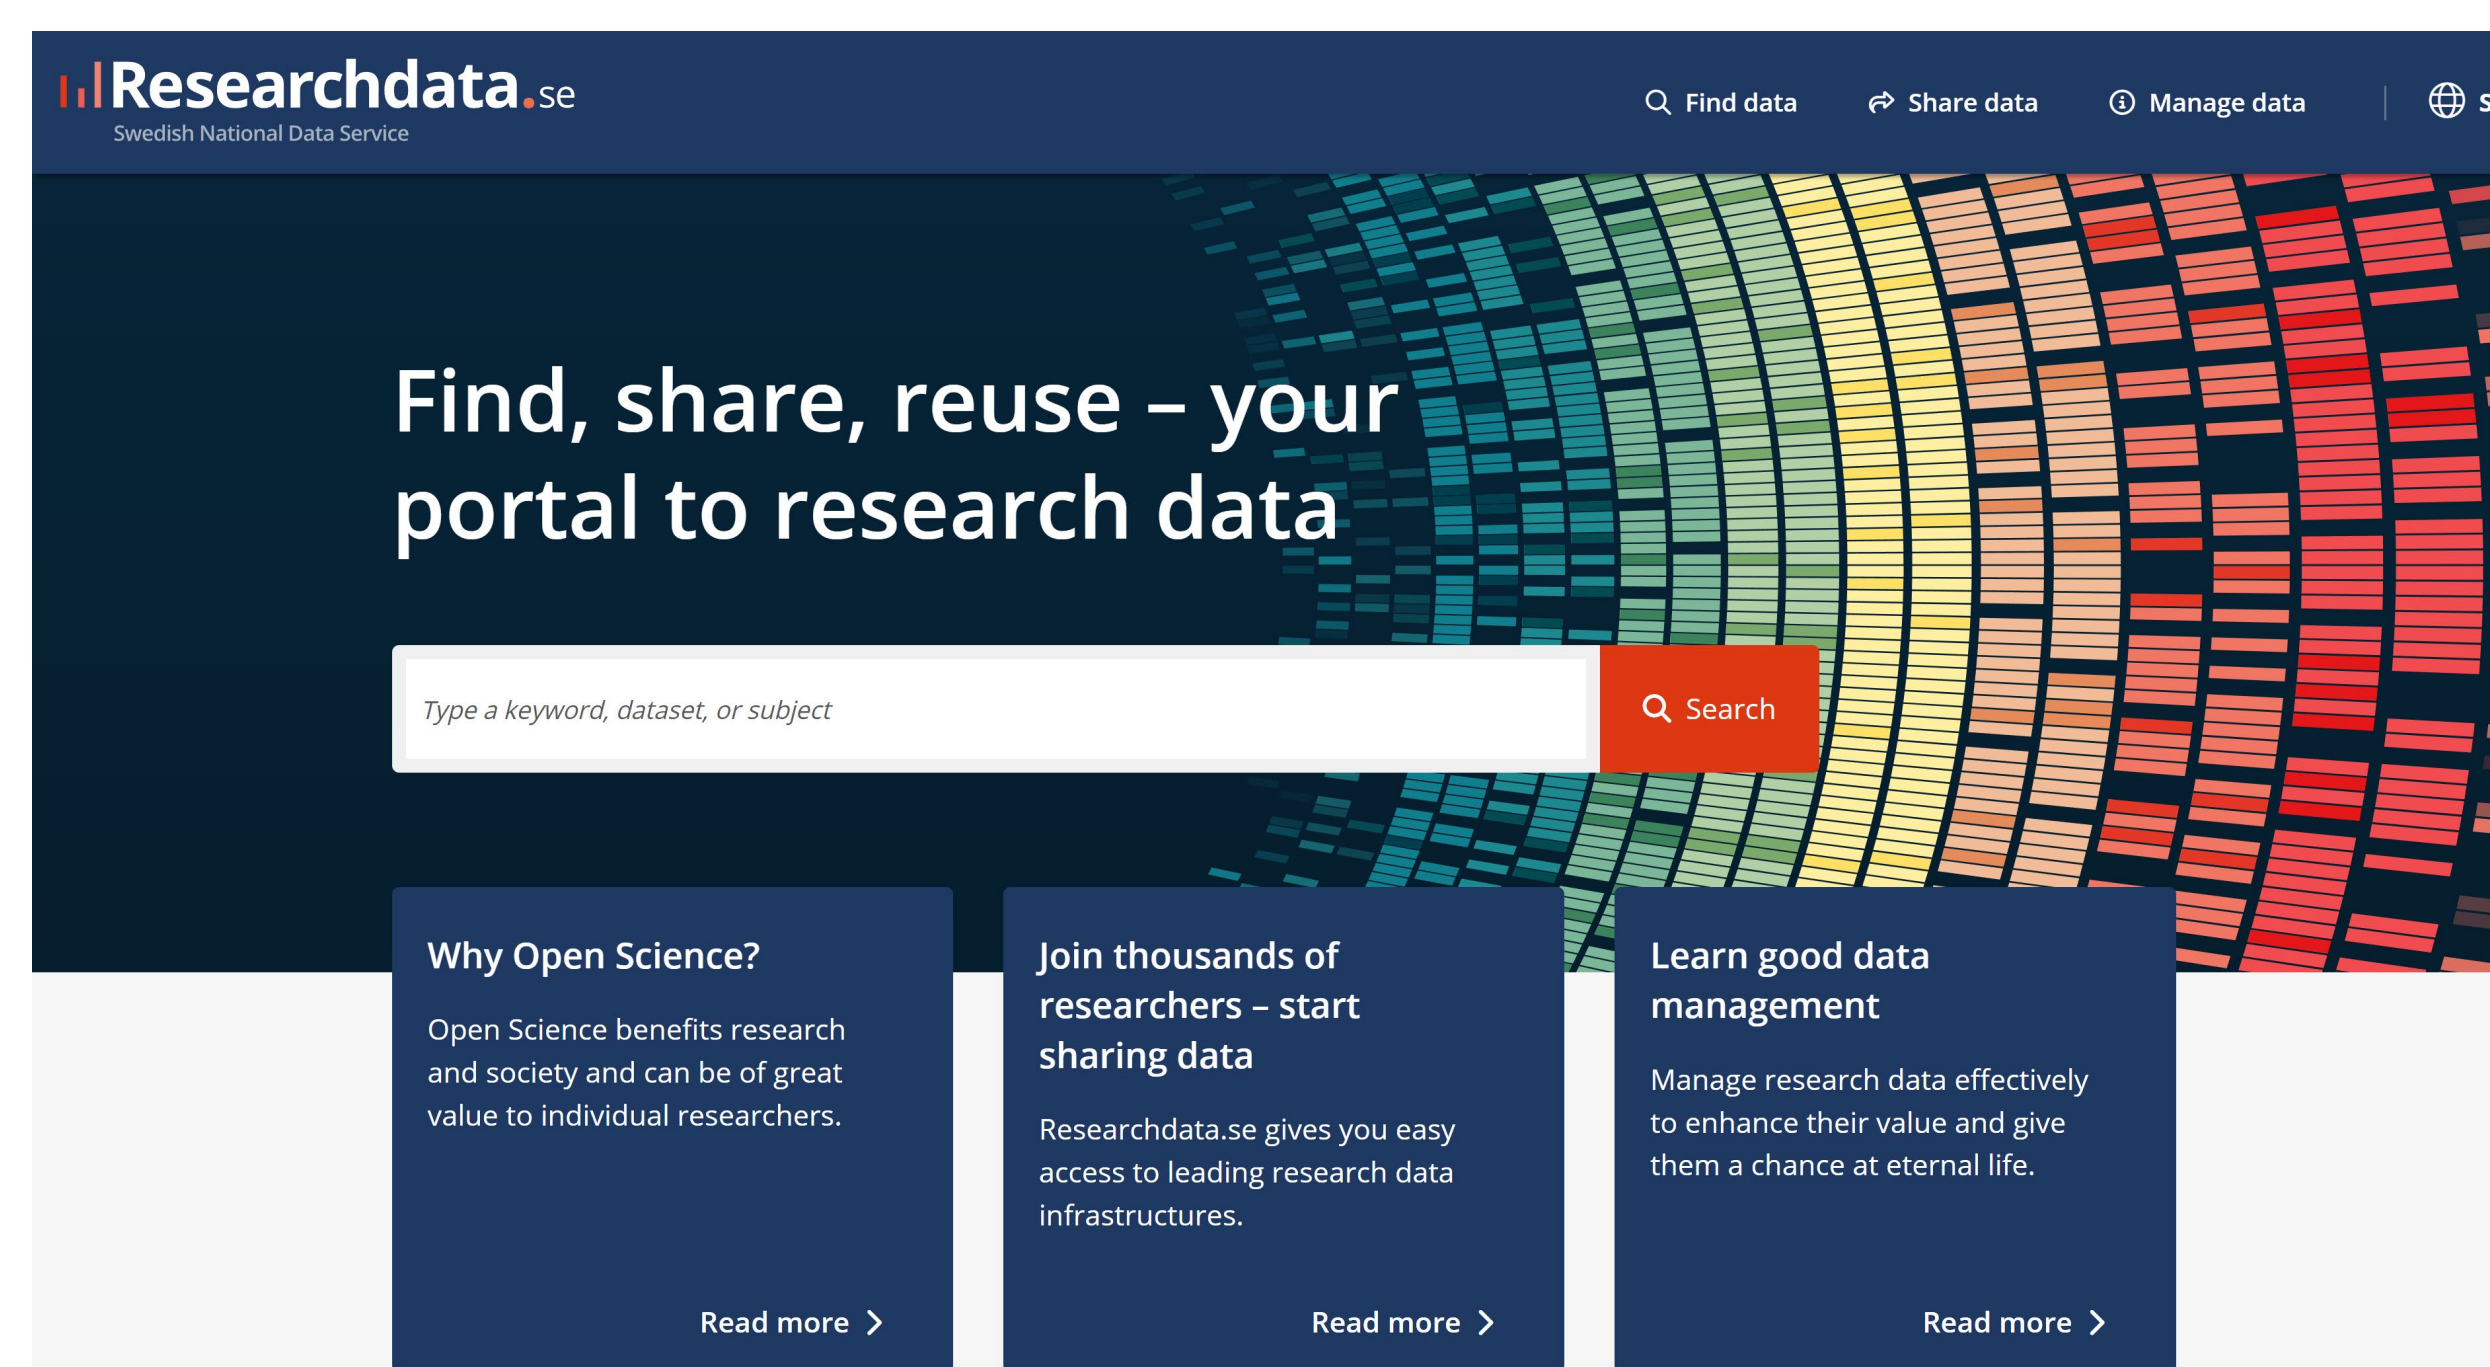 Researchdata.se
Swedish National Data Service
Find data
Share data
Manage data
Find, share, reuse – your
portal to research data
Type a keyword, dataset, or subject
Search
Why Open Science?
Open Science benefits research
and society and can be of great
value to individual researchers.
Read more
Join thousands of
researchers – start
sharing data
Researchdata.se gives you easy
access to leading research data
infrastructures.
Read more
Learn good data
management
Manage research data effectively
to enhance their value and give
them a chance at eternal life.
Read more